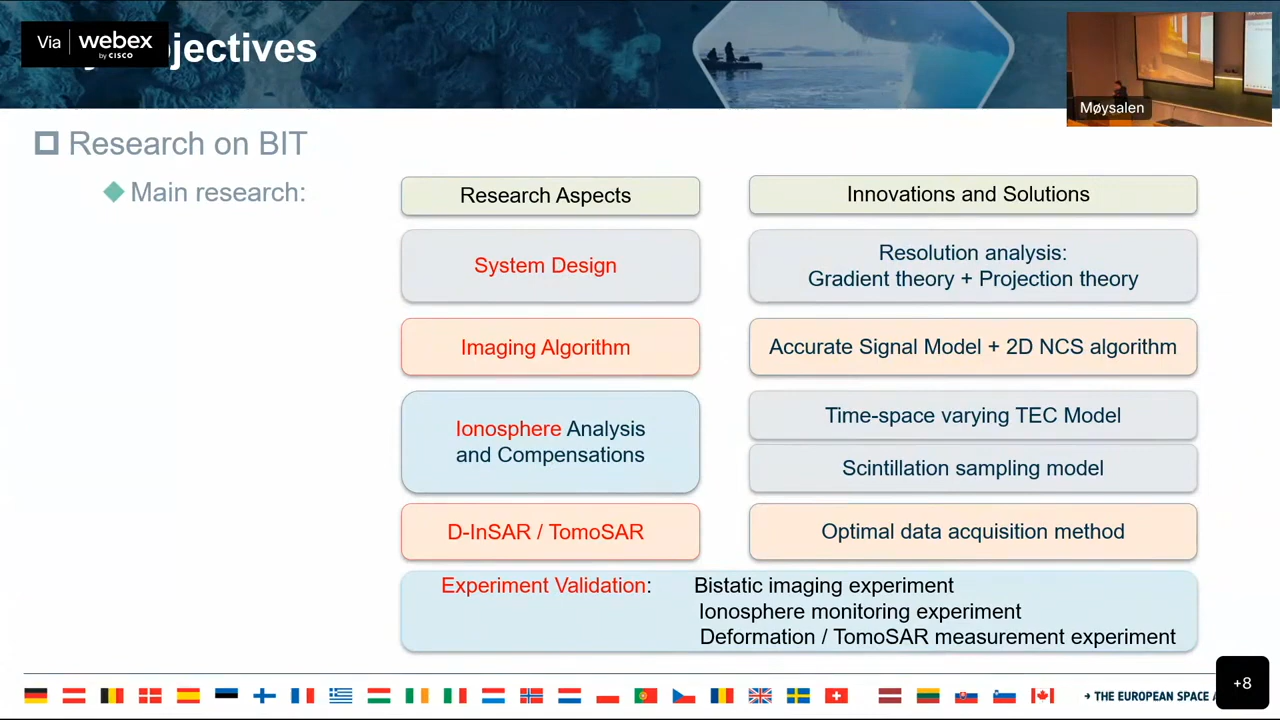 Via webex
by CISCO
jectives
Møysalen
Research on BIT
Main research:
Research Aspects
Innovations and Solutions
System Design
Resolution analysis:
Gradient theory + Projection theory
Imaging Algorithm
Accurate Signal Model + 2D NCS algorithm
Ionosphere Analysis
and Compensations
Time-space varying TEC Model
Scintillation sampling model
D-InSAR / TomoSAR
Optimal data acquisition method
Experiment Validation: Bistatic imaging experiment
Ionosphere monitoring experiment
Deformation / TomoSAR measurement experiment
→ THE EUROPEAN SPACE
+8